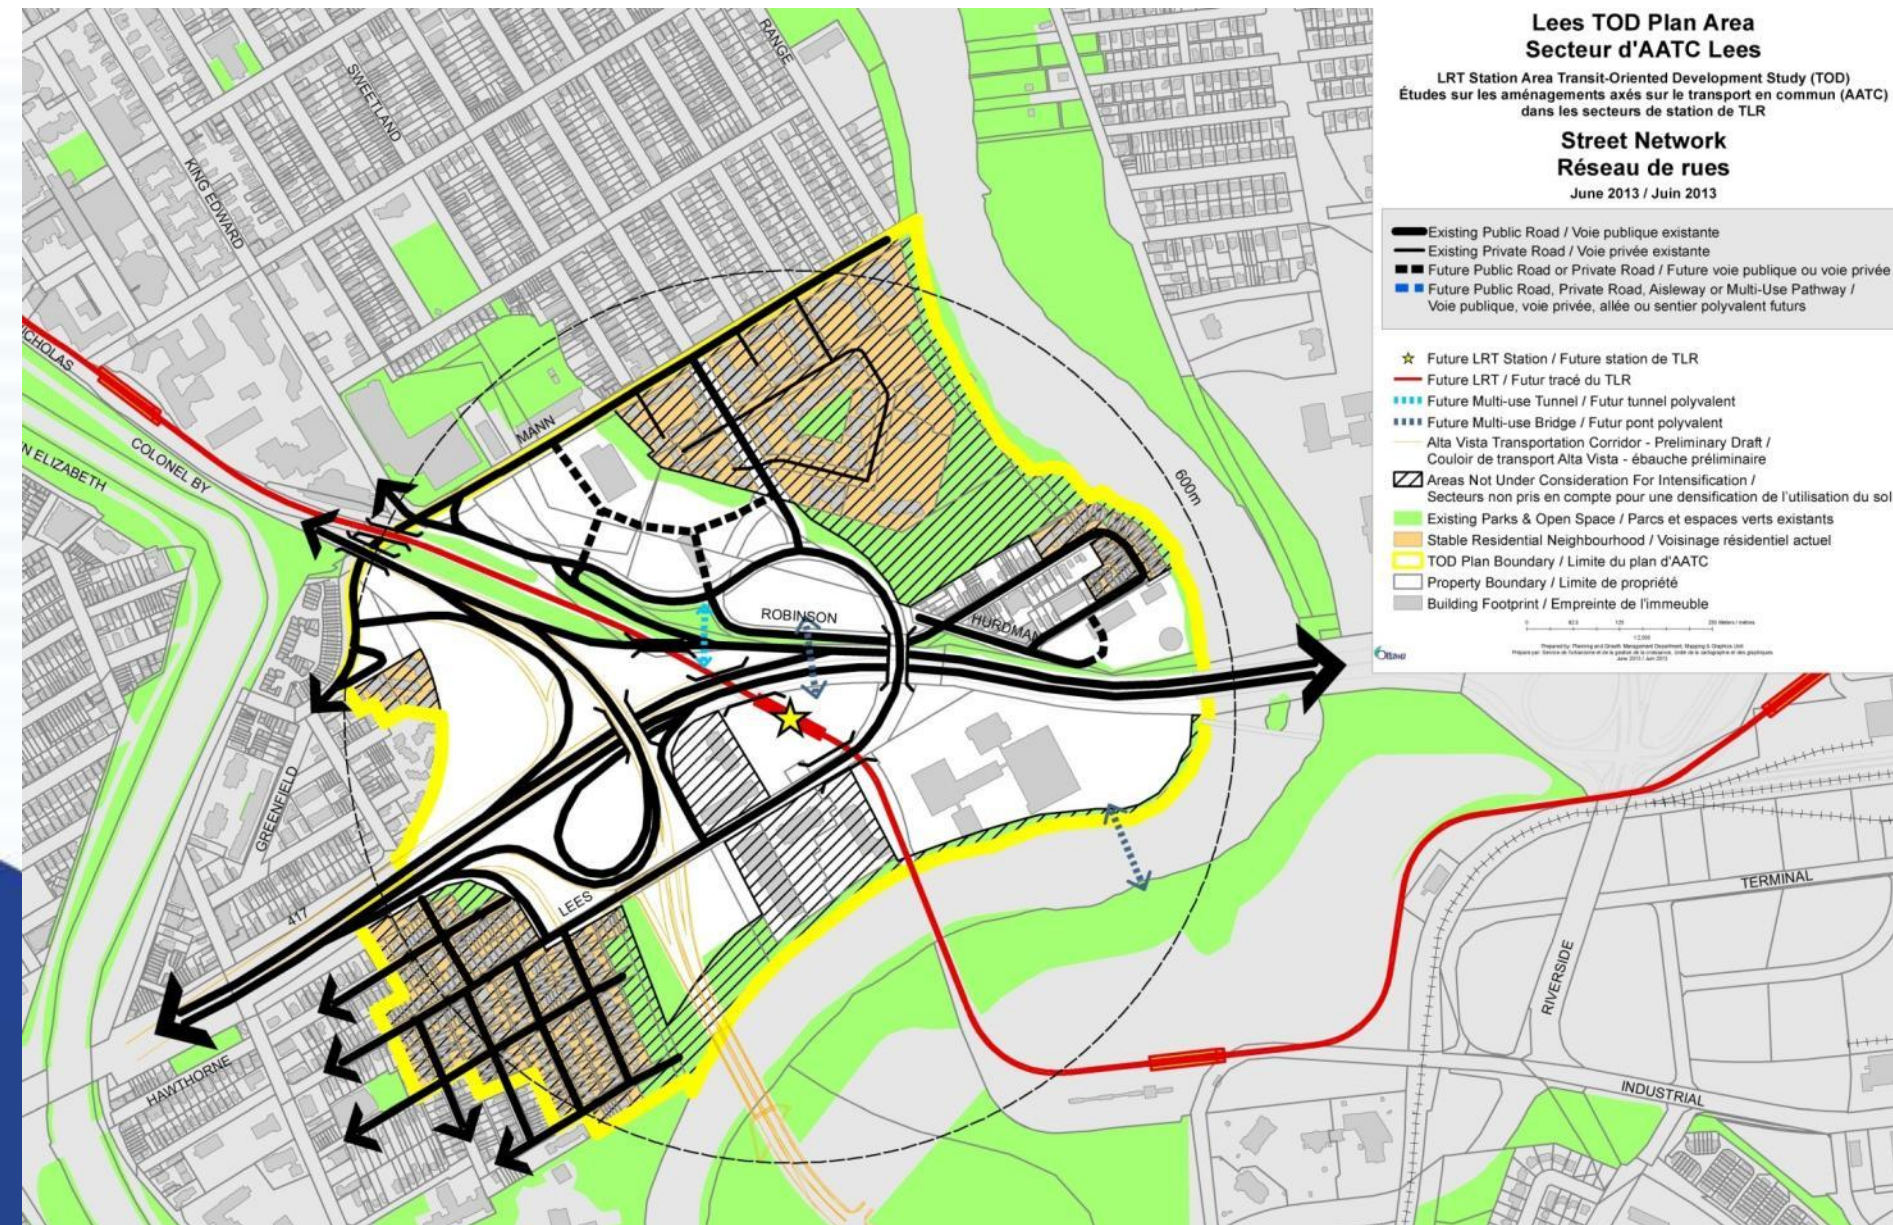 Lees TOD Plan Area
Secteur d'AATC Lees
LRT Station Area Transit-Oriented Development Study (TOD)
Études sur les aménagements axés sur le transport en commun (AATC)
dans les secteurs de station de TLR
Street Network
Réseau de rues
June 2013 / Juin 2013
Existing Public Road / Voie publique existante
Existing Private Road / Voie privée existante
Future Public Road or Private Road / Future voie publique ou voie privée
Future Public Road, Private Road, Aisleway or Multi-Use Pathway /
Voie publique, voie privée, allée ou sentier polyvalent futurs
Future LRT Station / Future station de TLR
Future LRT / Futur tracé du TLR
Future Multi-use Tunnel / Futur tunnel polyvalent
Future Multi-use Bridge / Futur pont polyvalent
Alta Vista Transportation Corridor - Preliminary Draft /
Couloir de transport Alta Vista - ébauche préliminaire
Areas Not Under Consideration For Intensification /
Secteurs non pris en compte pour une densification de l'utilisation du sol
Existing Parks & Open Space / Parcs et espaces verts existants
Stable Residential Neighbourhood / Voisinage résidentiel actuel
TOD Plan Boundary / Limite du plan d'AATC
Property Boundary / Limite de propriété
Building Footprint / Empreinte de l'immeuble
Ottawa
RANGE
SWEETLAND
KING EDWARD
NICHOLAS
COLONEL BY
N ELIZABETH
MANN
600m
ROBINSON
HURDMAN
GREENFIELD
417
LEES
HAWTHORNE
TERMINAL
RIVERSIDE
INDUSTRIAL